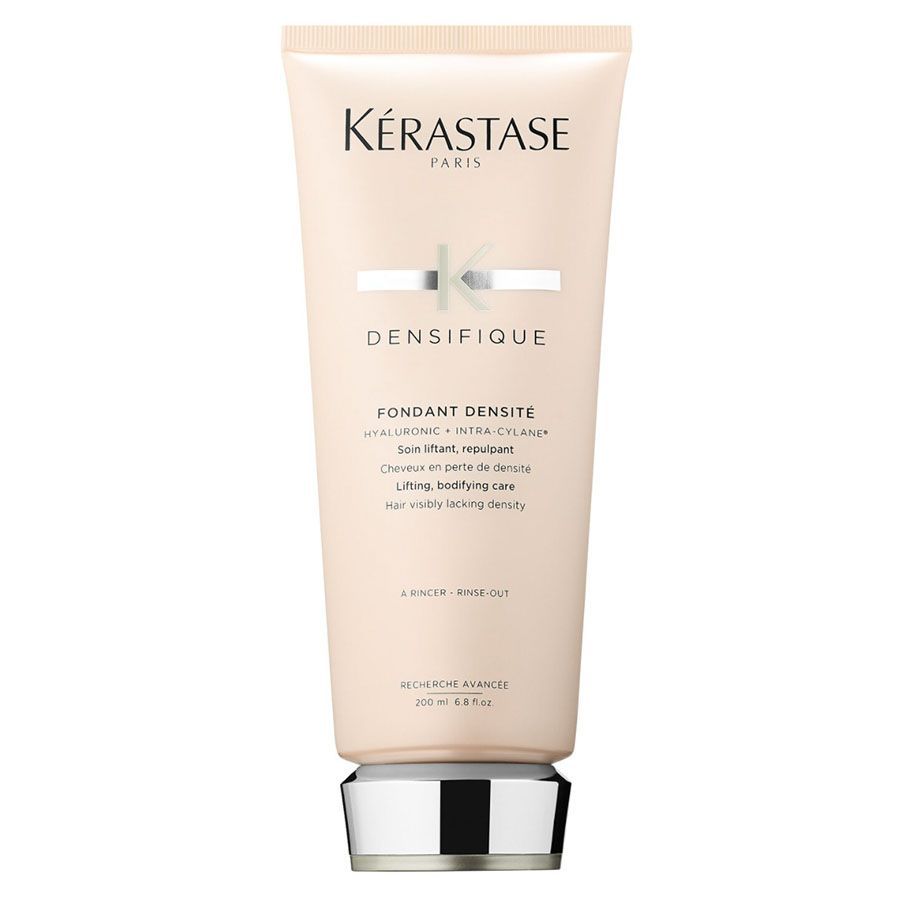 KÉRASTASE
PARIS
K
DENSIFIQUE
FONDANT DENSITÉ
HYALURONIC + INTRA-CYLANE®
Soin liftant, repulpant
Cheveux en perte de densité
Lifting, bodifying care
Hair visibly lacking density
A RINCER - RINSE-OUT
RECHERCHE AVANCÉE
200 ml 6.8 fl.oz.